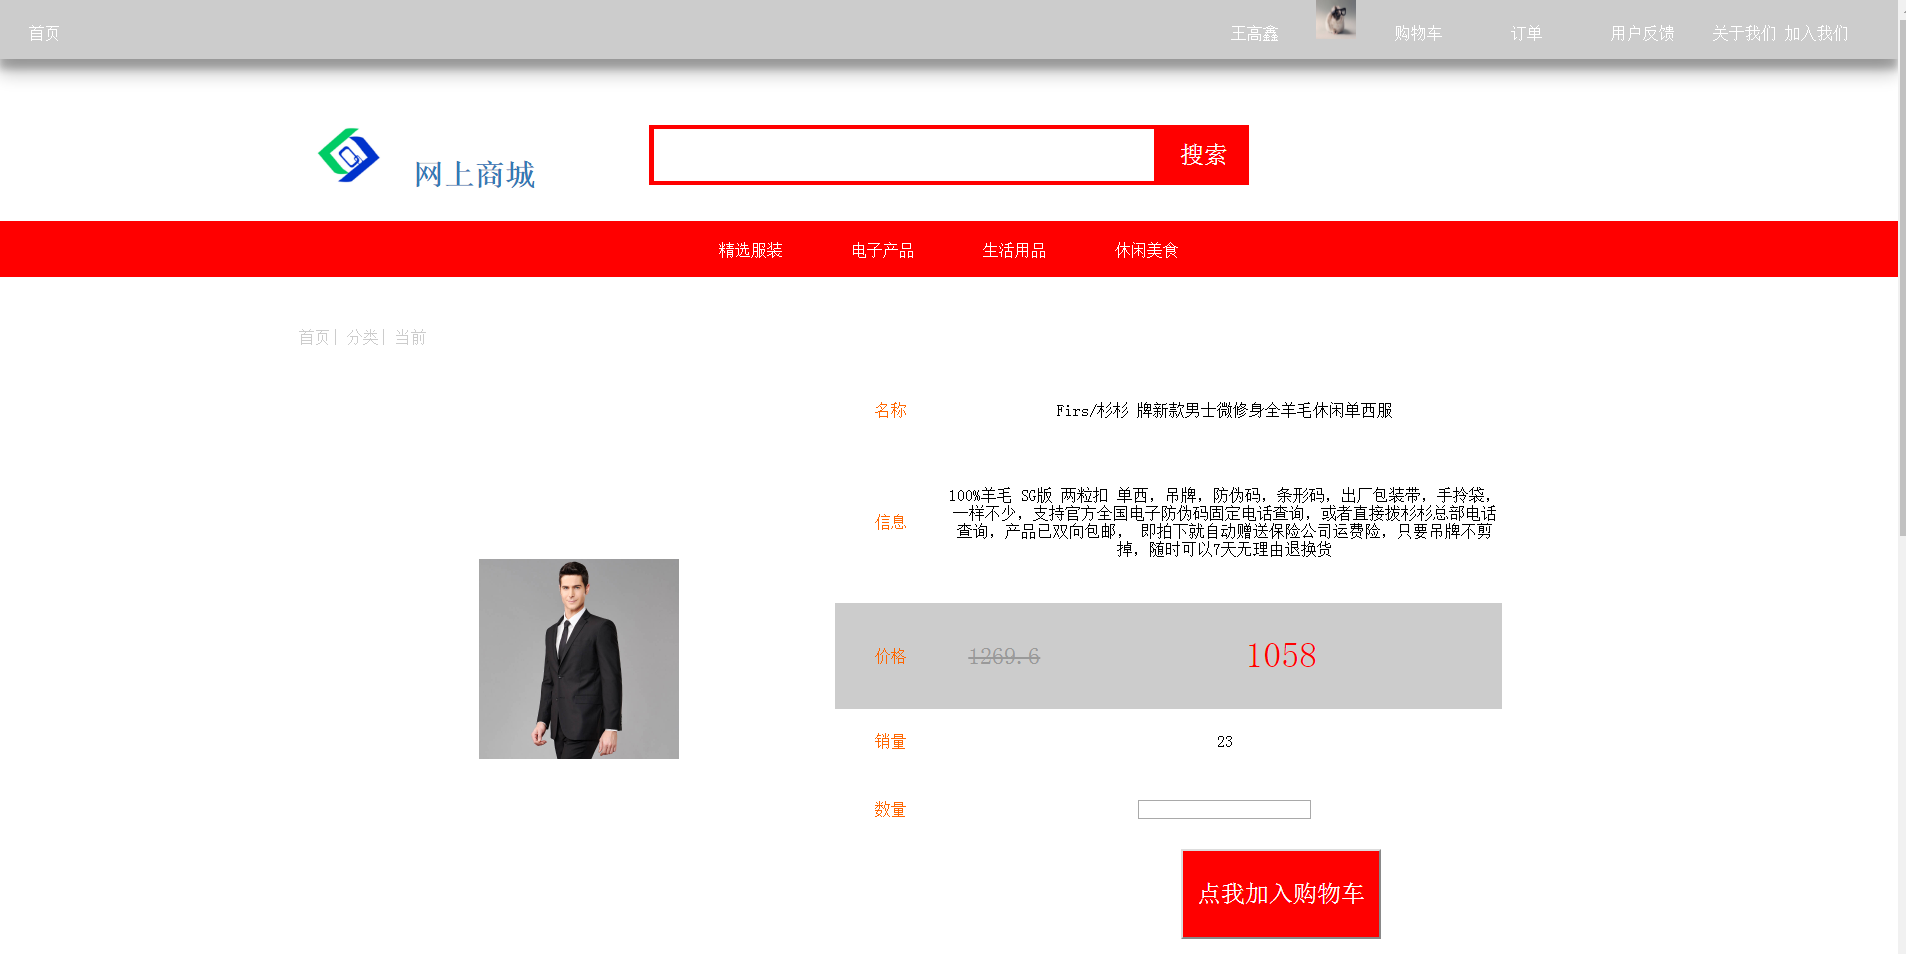 首页 王高鑫 购物车 订单 用户反馈 关于我们 加入我们
网上商城
搜索
精选服装 电子产品 生活用品 休闲美食
首页| 分类| 当前
名称 Firs/杉杉 牌新款男士微修身全羊毛休闲单西服
信息
100%羊毛 SG版 两粒扣 单西，吊牌，防伪码，条形码，出厂包装带，手拎袋，
一样不少，支持官方全国电子防伪码固定电话查询，或者直接拨杉杉总部电话
查询，产品已双向包邮， 即拍下就自动赠送保险公司运费险，只要吊牌不剪
掉，随时可以7天无理由退换货
价格 1269.6 1058
销量 23
数量
点我加入购物车